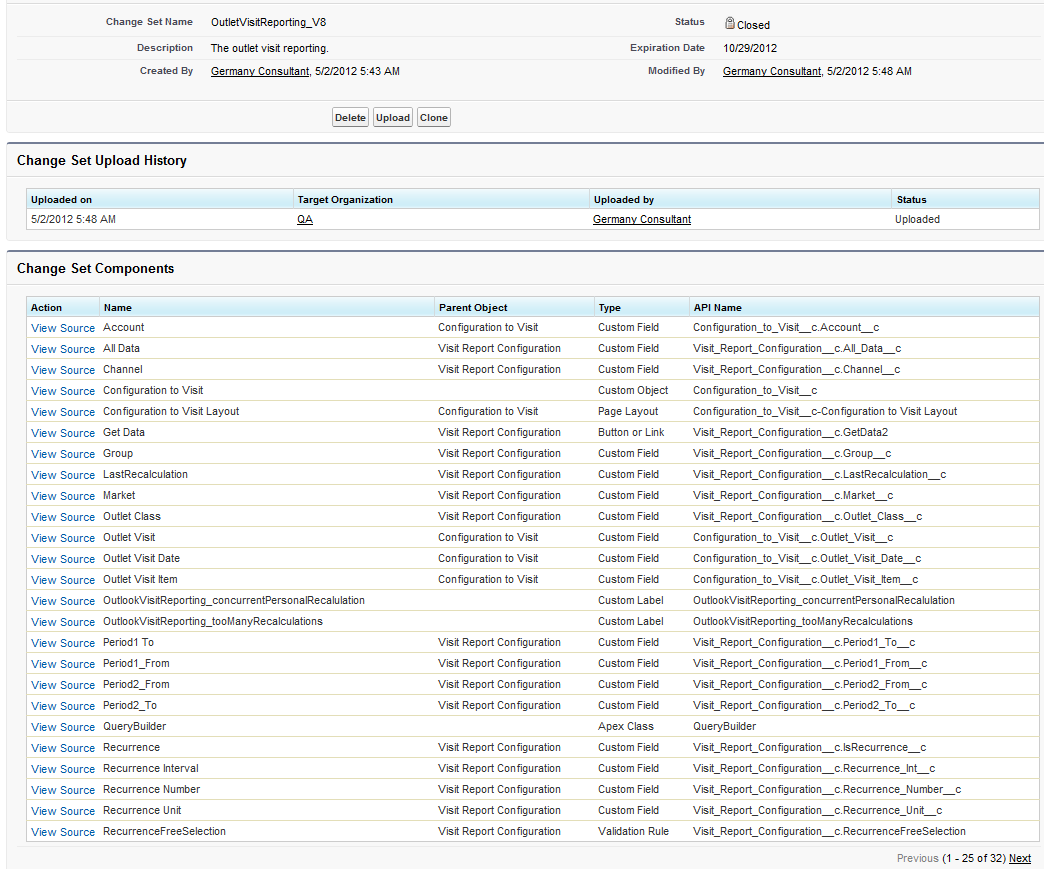 Change Set Name OutletVisitReporting_V8 Status Closed
Description The outlet visit reporting. Expiration Date 10/29/2012
Created By Germany Consultant, 5/2/2012 5:43 AM Modified By Germany Consultant, 5/2/2012 5:48 AM
Delete Upload Clone
Change Set Upload History
Uploaded on Target Organization Uploaded by Status
5/2/2012 5:48 AM QA Germany Consultant Uploaded
Change Set Components
Action Name Parent Object Type API Name
View Source Account Configuration to Visit Custom Field Configuration_to_Visit__c.Account__c
View Source All Data Visit Report Configuration Custom Field Visit_Report_Configuration__c.All_Data__c
View Source Channel Visit Report Configuration Custom Field Visit_Report_Configuration__c.Channel__c
View Source Configuration to Visit Custom Object Configuration_to_Visit__c
View Source Configuration to Visit Layout Configuration to Visit Page Layout Configuration_to_Visit__c-Configuration to Visit Layout
View Source Get Data Visit Report Configuration Button or Link Visit_Report_Configuration__c.GetData2
View Source Group Visit Report Configuration Custom Field Visit_Report_Configuration__c.Group__c
View Source LastRecalculation Visit Report Configuration Custom Field Visit_Report_Configuration__c.LastRecalculation__c
View Source Market Visit Report Configuration Custom Field Visit_Report_Configuration__c.Market__c
View Source Outlet Class Visit Report Configuration Custom Field Visit_Report_Configuration__c.Outlet_Class__c
View Source Outlet Visit Configuration to Visit Custom Field Configuration_to_Visit__c.Outlet_Visit__c
View Source Outlet Visit Date Configuration to Visit Custom Field Configuration_to_Visit__c.Outlet_Visit_Date__c
View Source Outlet Visit Item Configuration to Visit Custom Field Configuration_to_Visit__c.Outlet_Visit_Item__c
View Source OutlookVisitReporting_concurrentPersonalRecalulation Custom Label OutlookVisitReporting_concurrentPersonalRecalulation
View Source OutlookVisitReporting_tooManyRecalculations Custom Label OutlookVisitReporting_tooManyRecalculations
View Source Period1 To Visit Report Configuration Custom Field Visit_Report_Configuration__c.Period1_To__c
View Source Period1_From Visit Report Configuration Custom Field Visit_Report_Configuration__c.Period1_From__c
View Source Period2_From Visit Report Configuration Custom Field Visit_Report_Configuration__c.Period2_From__c
View Source Period2_To Visit Report Configuration Custom Field Visit_Report_Configuration__c.Period2_To__c
View Source QueryBuilder Apex Class QueryBuilder
View Source Recurrence Visit Report Configuration Custom Field Visit_Report_Configuration__c.IsRecurrence__c
View Source Recurrence Interval Visit Report Configuration Custom Field Visit_Report_Configuration__c.Recurrence_Int__c
View Source Recurrence Number Visit Report Configuration Custom Field Visit_Report_Configuration__c.Recurrence_Number__c
View Source Recurrence Unit Visit Report Configuration Custom Field Visit_Report_Configuration__c.Recurrence_Unit__c
View Source RecurrenceFreeSelection Visit Report Configuration Validation Rule Visit_Report_Configuration__c.RecurrenceFreeSelection
Previous (1 - 25 of 32) Next